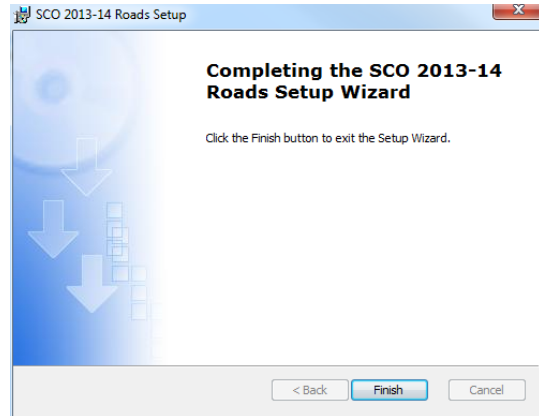 SCO 2013-14 Roads Setup
Completing the SCO 2013-14
Roads Setup Wizard
Click the Finish button to exit the Setup Wizard.
< Back Finish Cancel